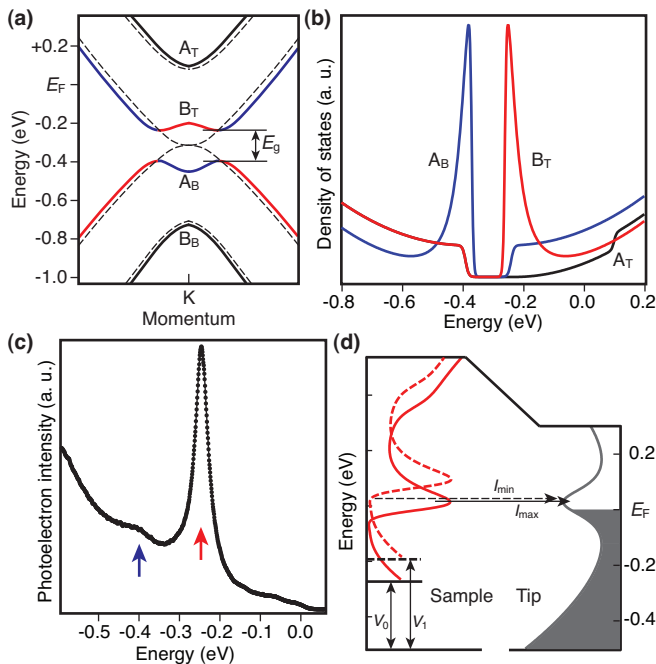 (a)
+0.2
E_F
-0.2
-0.4
-0.6
-0.8
-1.0
Energy (eV)
A_T
B_T
E_g
A_B
B_B
K
Momentum
(b)
Density of states (a. u.)
A_B
B_T
A_T
-0.8
-0.6
-0.4
-0.2
0.0
0.2
Energy (eV)
(c)
Photoelectron intensity (a. u.)
-0.5
-0.4
-0.3
-0.2
-0.1
0.0
Energy (eV)
(d)
Energy (eV)
I_min
I_max
0.2
E_F
-0.2
-0.4
Sample
Tip
V_0
V_1